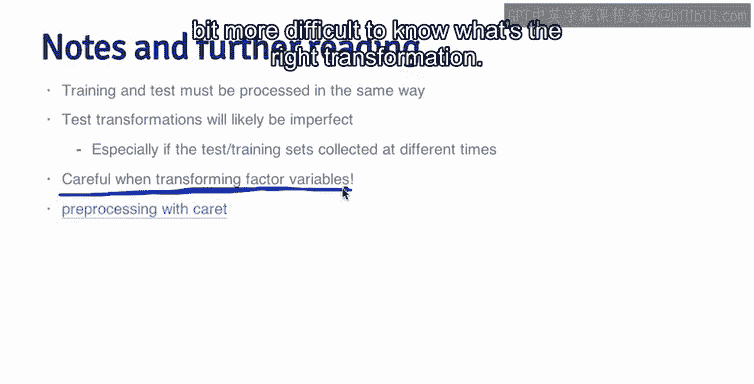 bit more difficult to know what's the
right transformation.
Notes and further reading
Training and test must be processed in the same way
Test transformations will likely be imperfect
- Especially if the test/training sets collected at different times
Careful when transforming factor variables!
preprocessing with caret